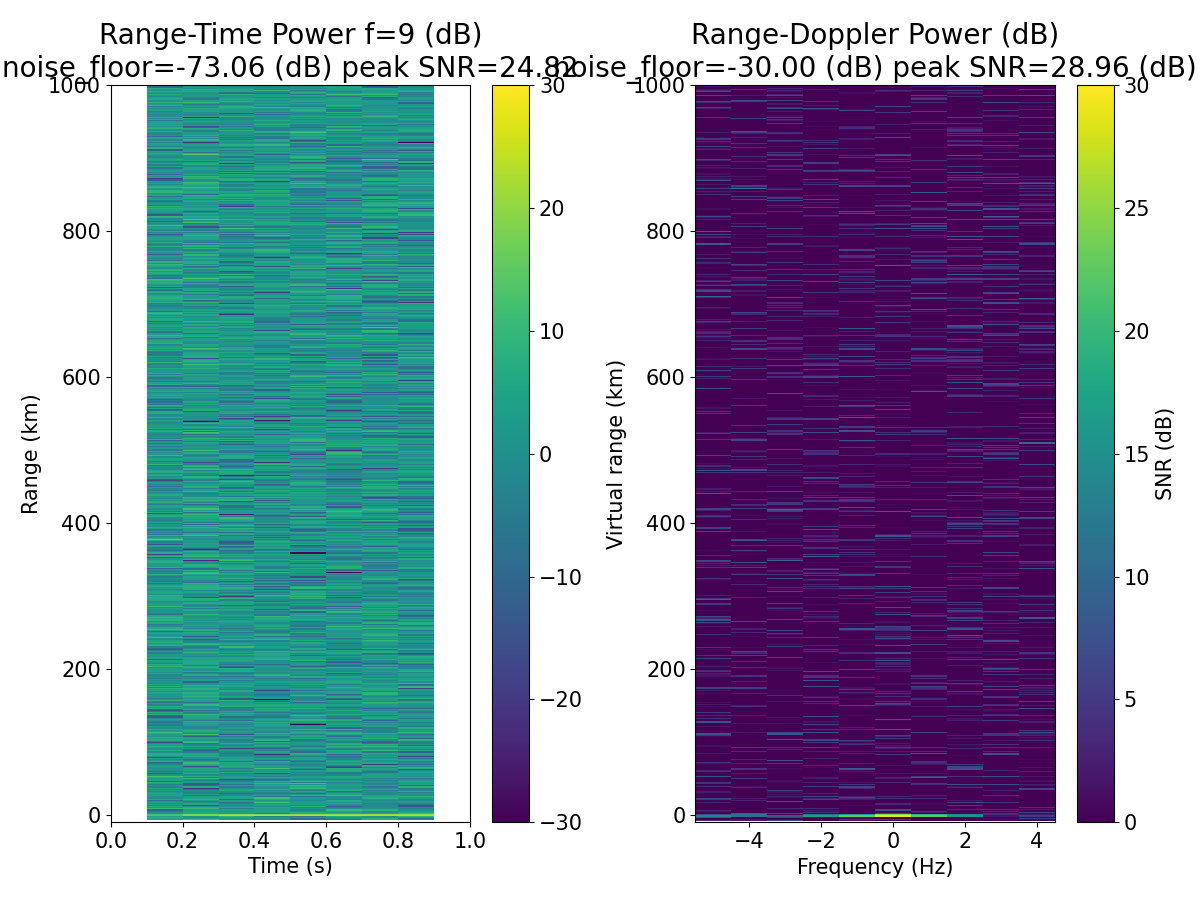 Range-Time Power f=9 (dB)
noise_floor=-73.06 (dB) peak SNR=24.82
Range-Doppler Power (dB)
noise_floor=-30.00 (dB) peak SNR=28.96 (dB)
1000
800
600
400
200
0
Range (km)
0.0 0.2 0.4 0.6 0.8 1.0
Time (s)
30
20
10
0
−10
−20
−30
1000
800
600
400
200
0
Virtual range (km)
−4 −2 0 2 4
Frequency (Hz)
30
25
20
15
10
5
0
SNR (dB)